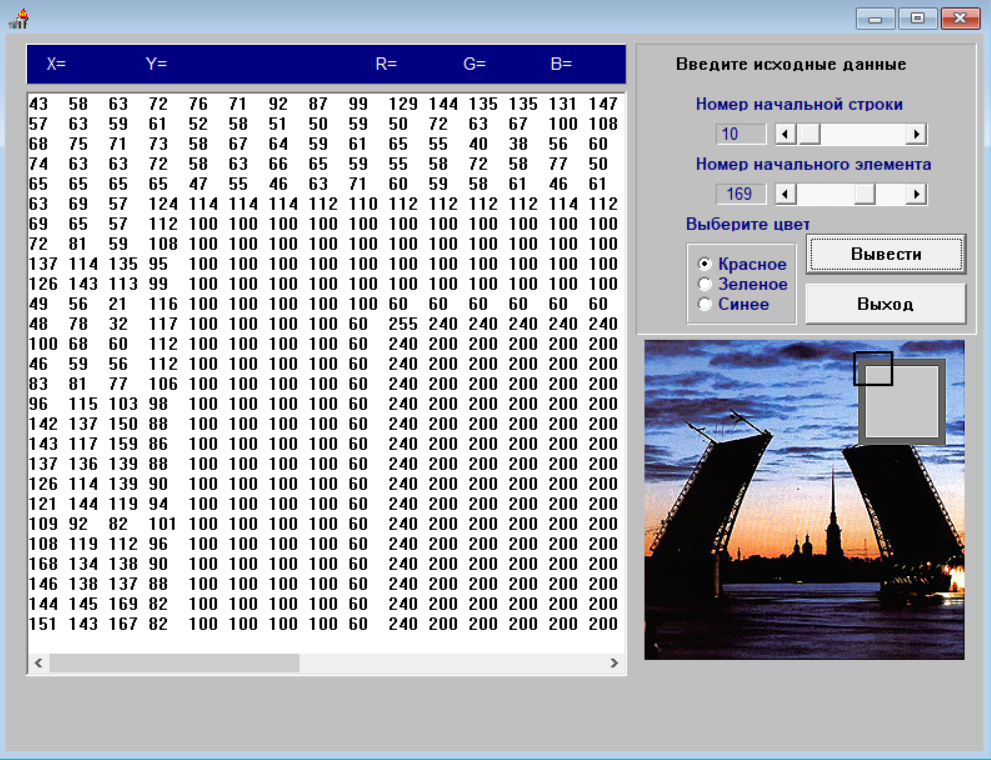 X= Y= R= G= B=
43 58 63 72 76 71 92 87 99 129 144 135 135 131 147
57 63 59 61 52 58 51 50 59 50 72 63 67 100 108
68 75 71 73 58 67 64 59 61 65 55 40 38 56 60
74 63 63 72 58 63 66 65 59 55 58 72 58 77 50
65 65 65 65 47 55 46 63 71 60 59 58 61 46 61
63 69 57 124 114 114 114 112 110 112 112 112 112 114 112
69 65 57 112 100 100 100 100 100 100 100 100 100 100 100
72 81 59 108 100 100 100 100 100 100 100 100 100 100 100
137 114 135 95 100 100 100 100 100 100 100 100 100 100 100
126 143 113 99 100 100 100 100 100 100 100 100 100 100 100
49 56 21 116 100 100 100 100 100 60 60 60 60 60 60
48 78 32 117 100 100 100 100 60 255 240 240 240 240 240
100 68 60 112 100 100 100 100 60 240 200 200 200 200 200
46 59 56 112 100 100 100 100 60 240 200 200 200 200 200
83 81 77 106 100 100 100 100 60 240 200 200 200 200 200
96 115 103 98 100 100 100 100 60 240 200 200 200 200 200
142 137 150 88 100 100 100 100 60 240 200 200 200 200 200
143 117 159 86 100 100 100 100 60 240 200 200 200 200 200
137 136 139 88 100 100 100 100 60 240 200 200 200 200 200
126 114 139 90 100 100 100 100 60 240 200 200 200 200 200
121 144 119 94 100 100 100 100 60 240 200 200 200 200 200
109 92 82 101 100 100 100 100 60 240 200 200 200 200 200
108 119 112 96 100 100 100 100 60 240 200 200 200 200 200
168 134 138 90 100 100 100 100 60 240 200 200 200 200 200
146 138 137 88 100 100 100 100 60 240 200 200 200 200 200
144 145 169 82 100 100 100 100 60 240 200 200 200 200 200
151 143 167 82 100 100 100 100 60 240 200 200 200 200 200
Введите исходные данные
Номер начальной строки
10
Номер начального элемента
169
Выберите цвет
Красное
Зеленое
Синее
Вывести
Выход